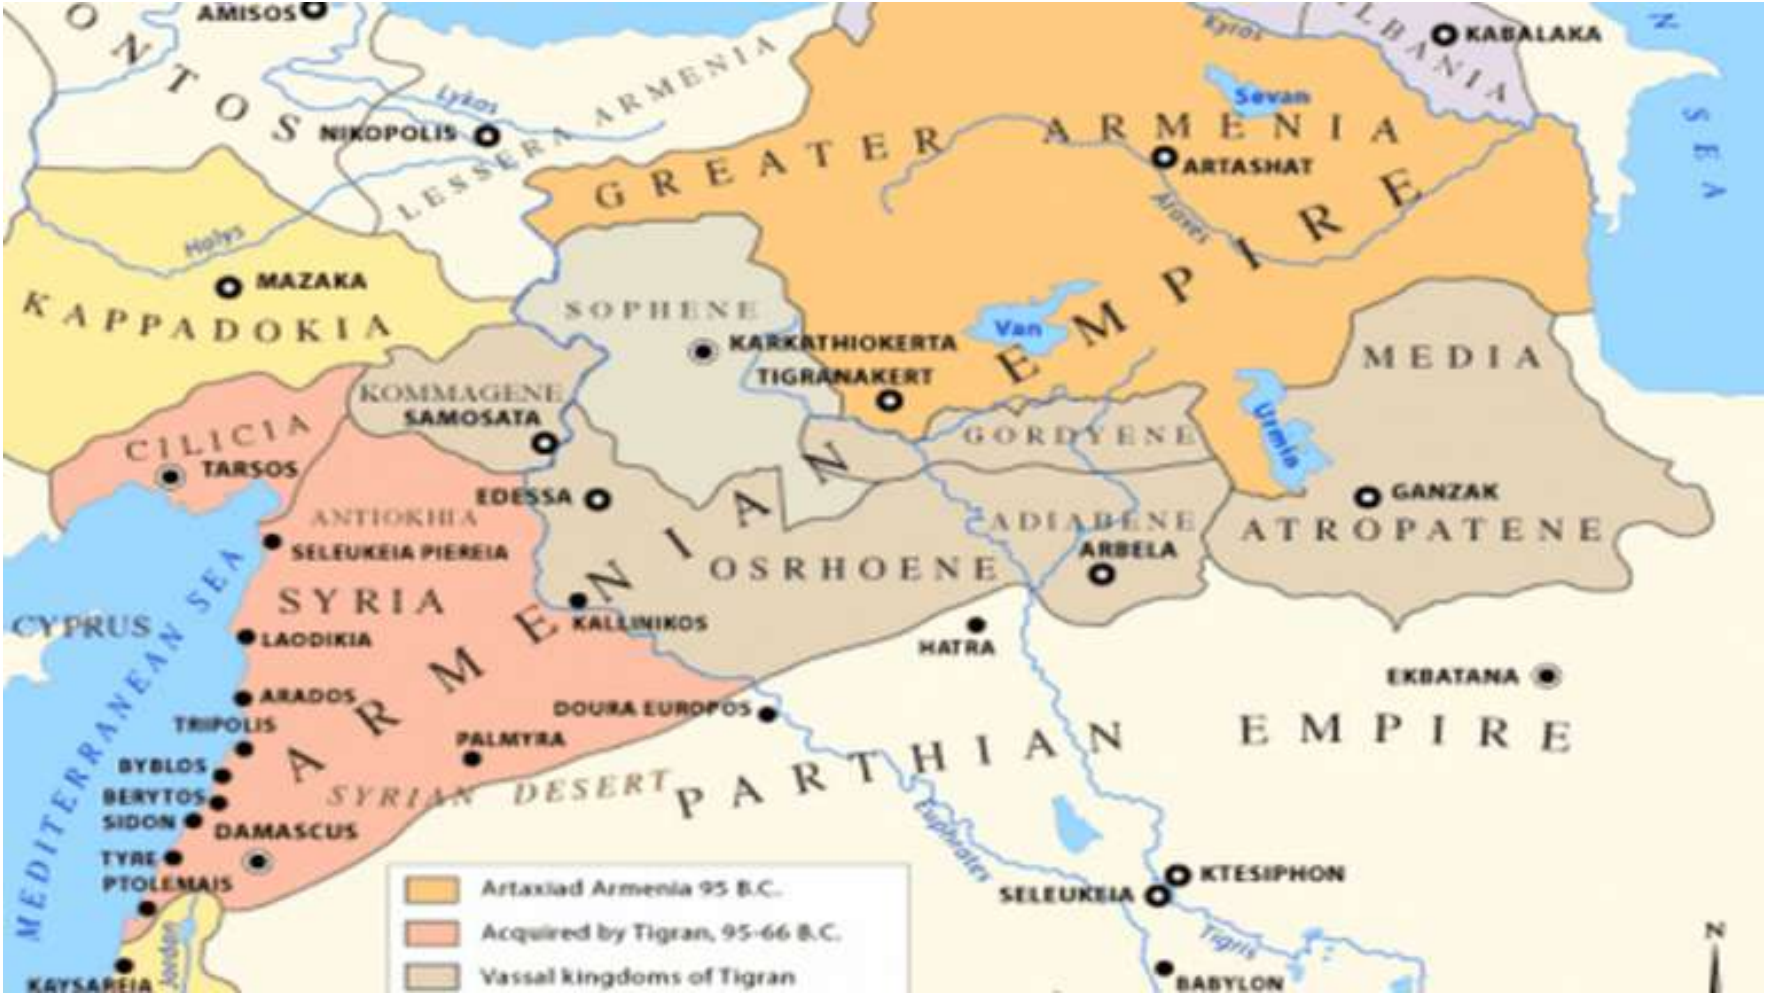 AMISOS
PONTOS
NIKOPOLIS
Lykos
LESSER ARMENIA
Kyros
ALBANIA
KABALAKA
SEA
Sevan
GREATER ARMENIA
ARTASHAT
Araxes
Halys
MAZAKA
KAPPADOKIA
SOPHENE
KARKATHIOKERTA
TIGRANAKERT
Van
ARMENIAN EMPIRE
MEDIA
ATROPATENE
GANZAK
Urmia
KOMMAGENE
SAMOSATA
CILICIA
TARSOS
GORDYENE
EDESSA
ANTIOKHIA
SELEUKEIA PIEREIA
SYRIA
OSRHOENE
ADIABENE
ARBELA
CYPRUS
MEDITERRANEAN SEA
LAODIKIA
KALLINIKOS
HATRA
ARADOS
TRIPOLIS
DOURA EUROPOS
EKBATANA
PALMYRA
BYBLOS
BERYTOS
SIDON
SYRIAN DESERT
PARTHIAN EMPIRE
DAMASCUS
TYRE
PTOLEMAIS
Euphrates
KTESIPHON
SELEUKEIA
Tigris
BABYLON
Jordan
KAYSAREIA
Artaxiad Armenia 95 B.C.
Acquired by Tigran, 95-66 B.C.
Vassal kingdoms of Tigran
N